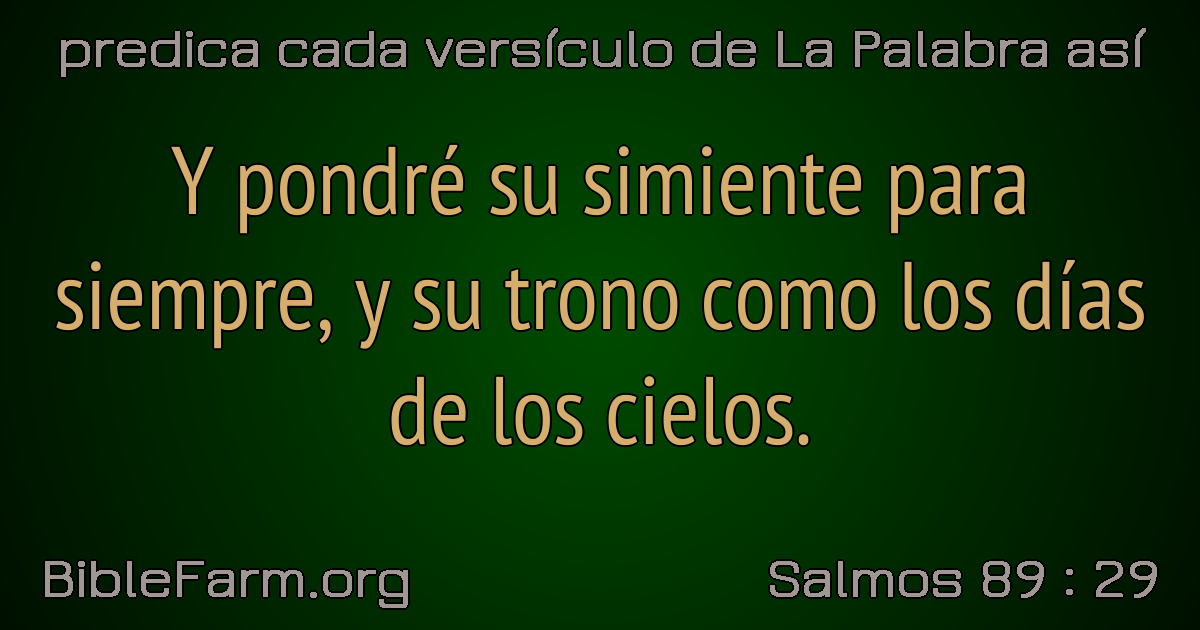 predica cada versículo de La Palabra así
Y pondré su simiente para
siempre, y su trono como los días
de los cielos.
BibleFarm.org
Salmos 89 : 29